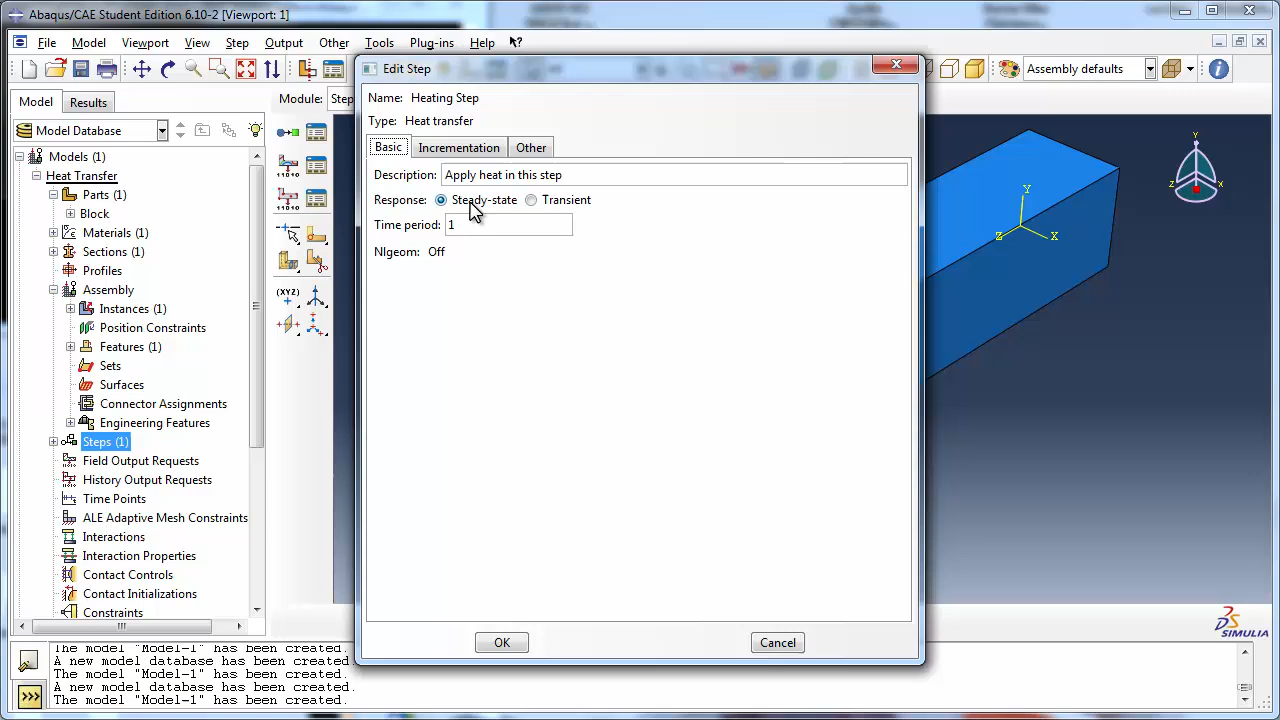 Abaqus/CAE Student Edition 6.10-2 [Viewport: 1]
File Model Viewport View Step Output Other Tools Plug-ins Help
Assembly defaults
Model Results
Module: Step
Model Database
Models (1)
Heat Transfer
Parts (1)
Block
Materials (1)
Sections (1)
Profiles
Assembly
Instances (1)
Position Constraints
Features (1)
Sets
Surfaces
Connector Assignments
Engineering Features
Steps (1)
Field Output Requests
History Output Requests
Time Points
ALE Adaptive Mesh Constraints
Interactions
Interaction Properties
Contact Controls
Contact Initializations
Constraints
Edit Step
Name: Heating Step
Type: Heat transfer
Basic Incrementation Other
Description: Apply heat in this step
Response: Steady-state Transient
Time period: 1
Nlgeom: Off
OK Cancel
(XYZ)
Y
Z X
Y
Z X
SIMULIA
The model "Model-1" has been created.
A new model database has been created.
The model "Model-1" has been created.
A new model database has been created.
The model "Model-1" has been created.
>>>